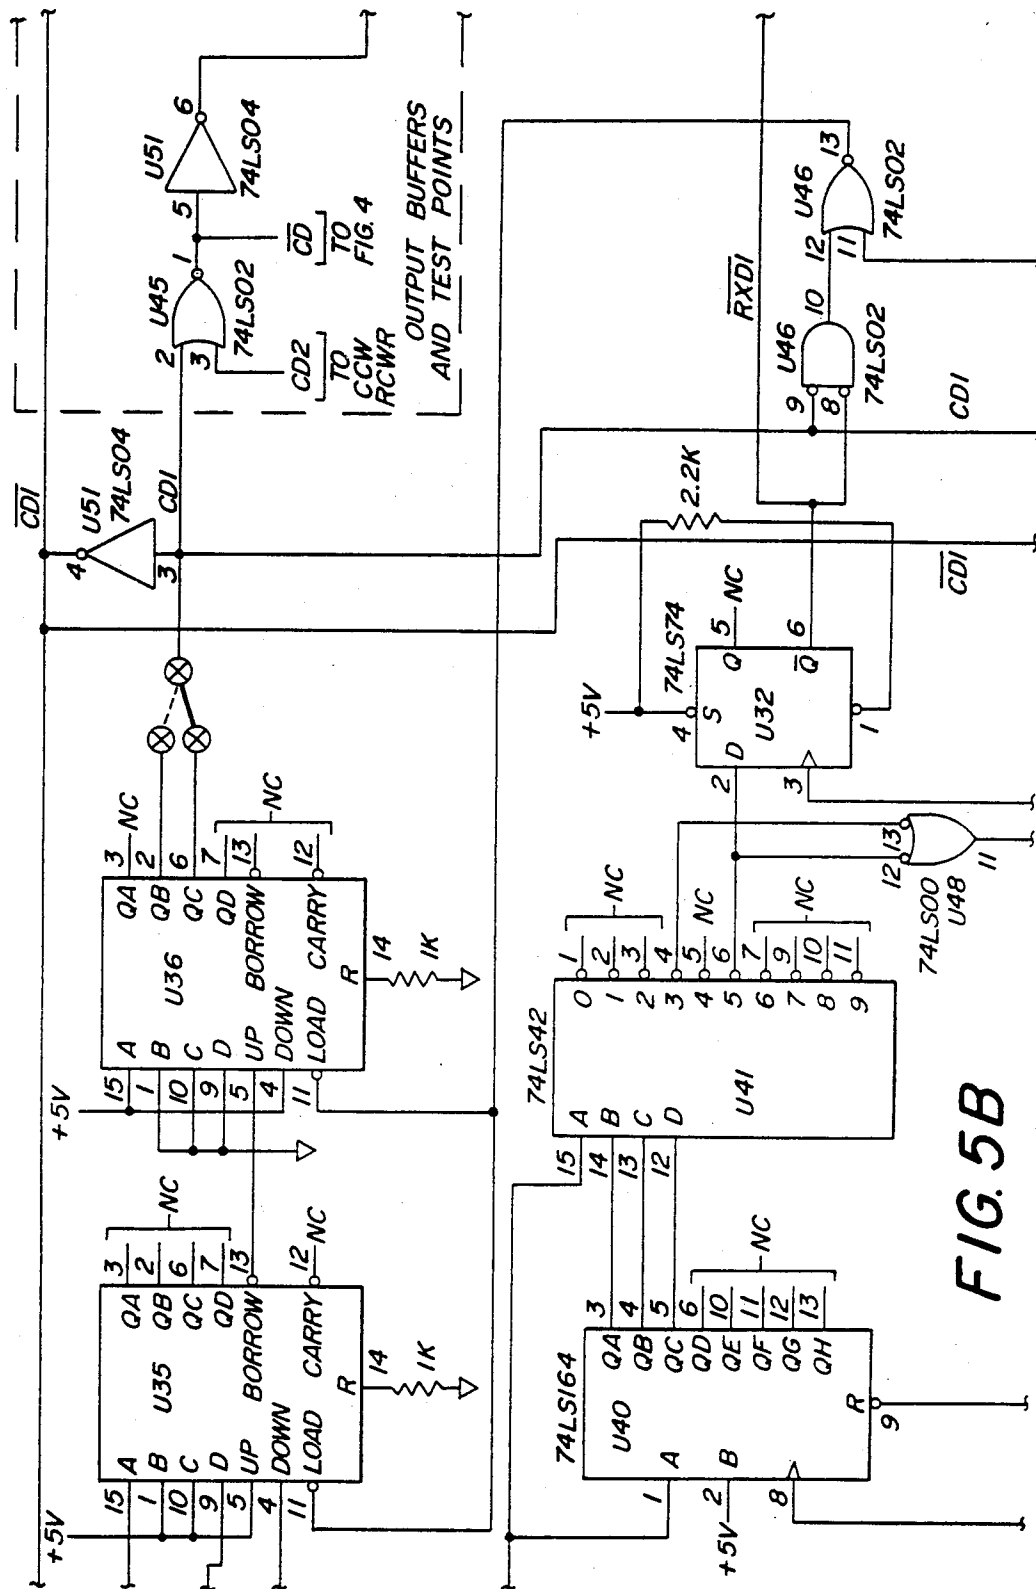 CDI
4
U51
74LS04
3
CDI
2
3
U45
1
74LS02
CD2
TO
CCW
RCWR
5
U51
6
74LS04
CD
TO
FIG. 4
OUTPUT BUFFERS
AND TEST POINTS
+5V
15
1
10
9
5
4
11
A
B
C
D
UP
DOWN
LOAD
U35
QA
QB
QC
QD
BORROW
CARRY
R
3
2
6
7
13
12
NC
NC
14
1K
+5V
15
1
10
9
5
4
11
A
B
C
D
UP
DOWN
LOAD
U36
QA
QB
QC
QD
BORROW
CARRY
R
3
2
6
7
13
12
NC
NC
14
1K
74LS164
U40
1
2
8
+5V
A
B
QA
QB
QC
QD
QE
QF
QG
QH
R
9
3
4
5
6
10
11
12
13
NC
74LS42
U41
15
14
13
12
A
B
C
D
0
1
2
3
4
5
6
7
8
9
1
2
3
4
5
6
7
9
10
11
NC
NC
NC
12
13
11
74LS00
U48
+5V
74LS74
4
S
D
2
U32
3
Q
5
NC
Q
6
1
2.2K
CDI
RXDI
CDI
9
8
U46
10
74LS02
12
11
U46
13
74LS02
FIG. 5B